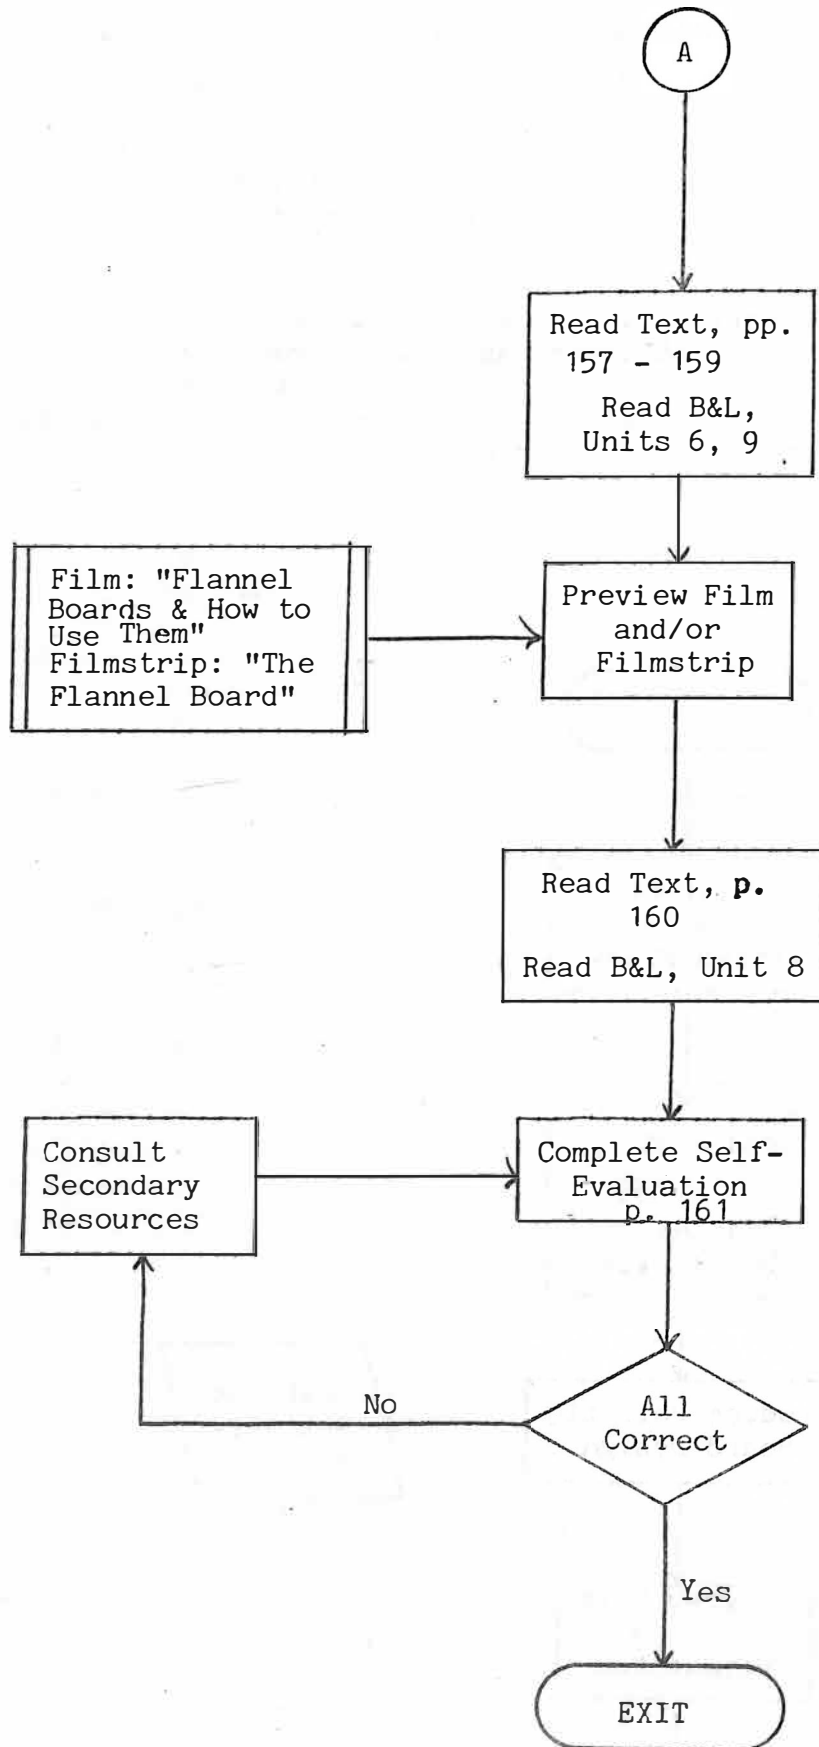 A
Read Text, pp.
157 - 159
Read B&L,
Units 6, 9
Film: "Flannel
Boards & How to
Use Them"
Filmstrip: "The
Flannel Board"
Preview Film
and/or
Filmstrip
Read Text, p.
160
Read B&L, Unit 8
Consult
Secondary
Resources
Complete Self-
Evaluation
p. 161
All
Correct
No
Yes
EXIT